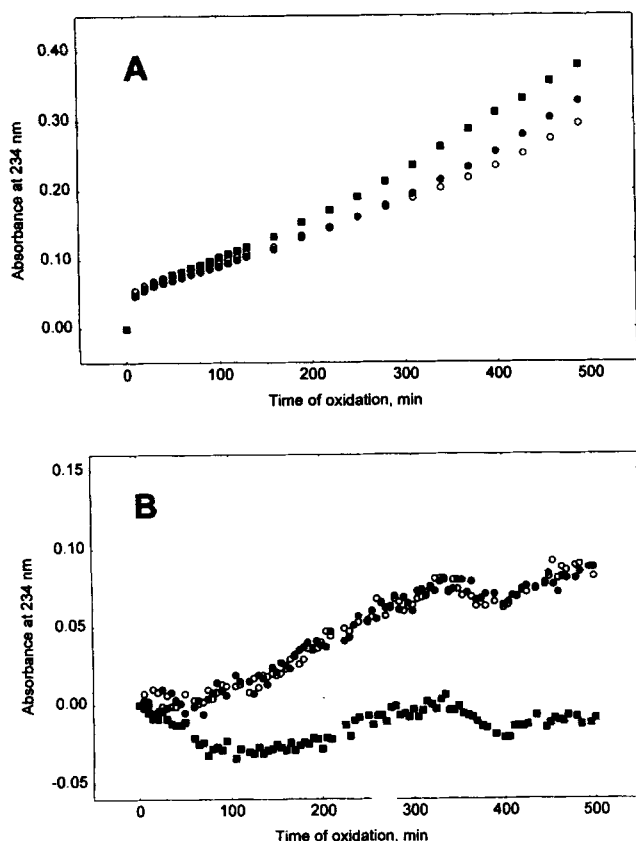 A
0.40
0.30
0.20
0.10
0.00
Absorbance at 234 nm
0 100 200 300 400 500
Time of oxidation, min
B
0.15
0.10
0.05
0.00
-0.05
Absorbance at 234 nm
0 100 200 300 400 500
Time of oxidation, min